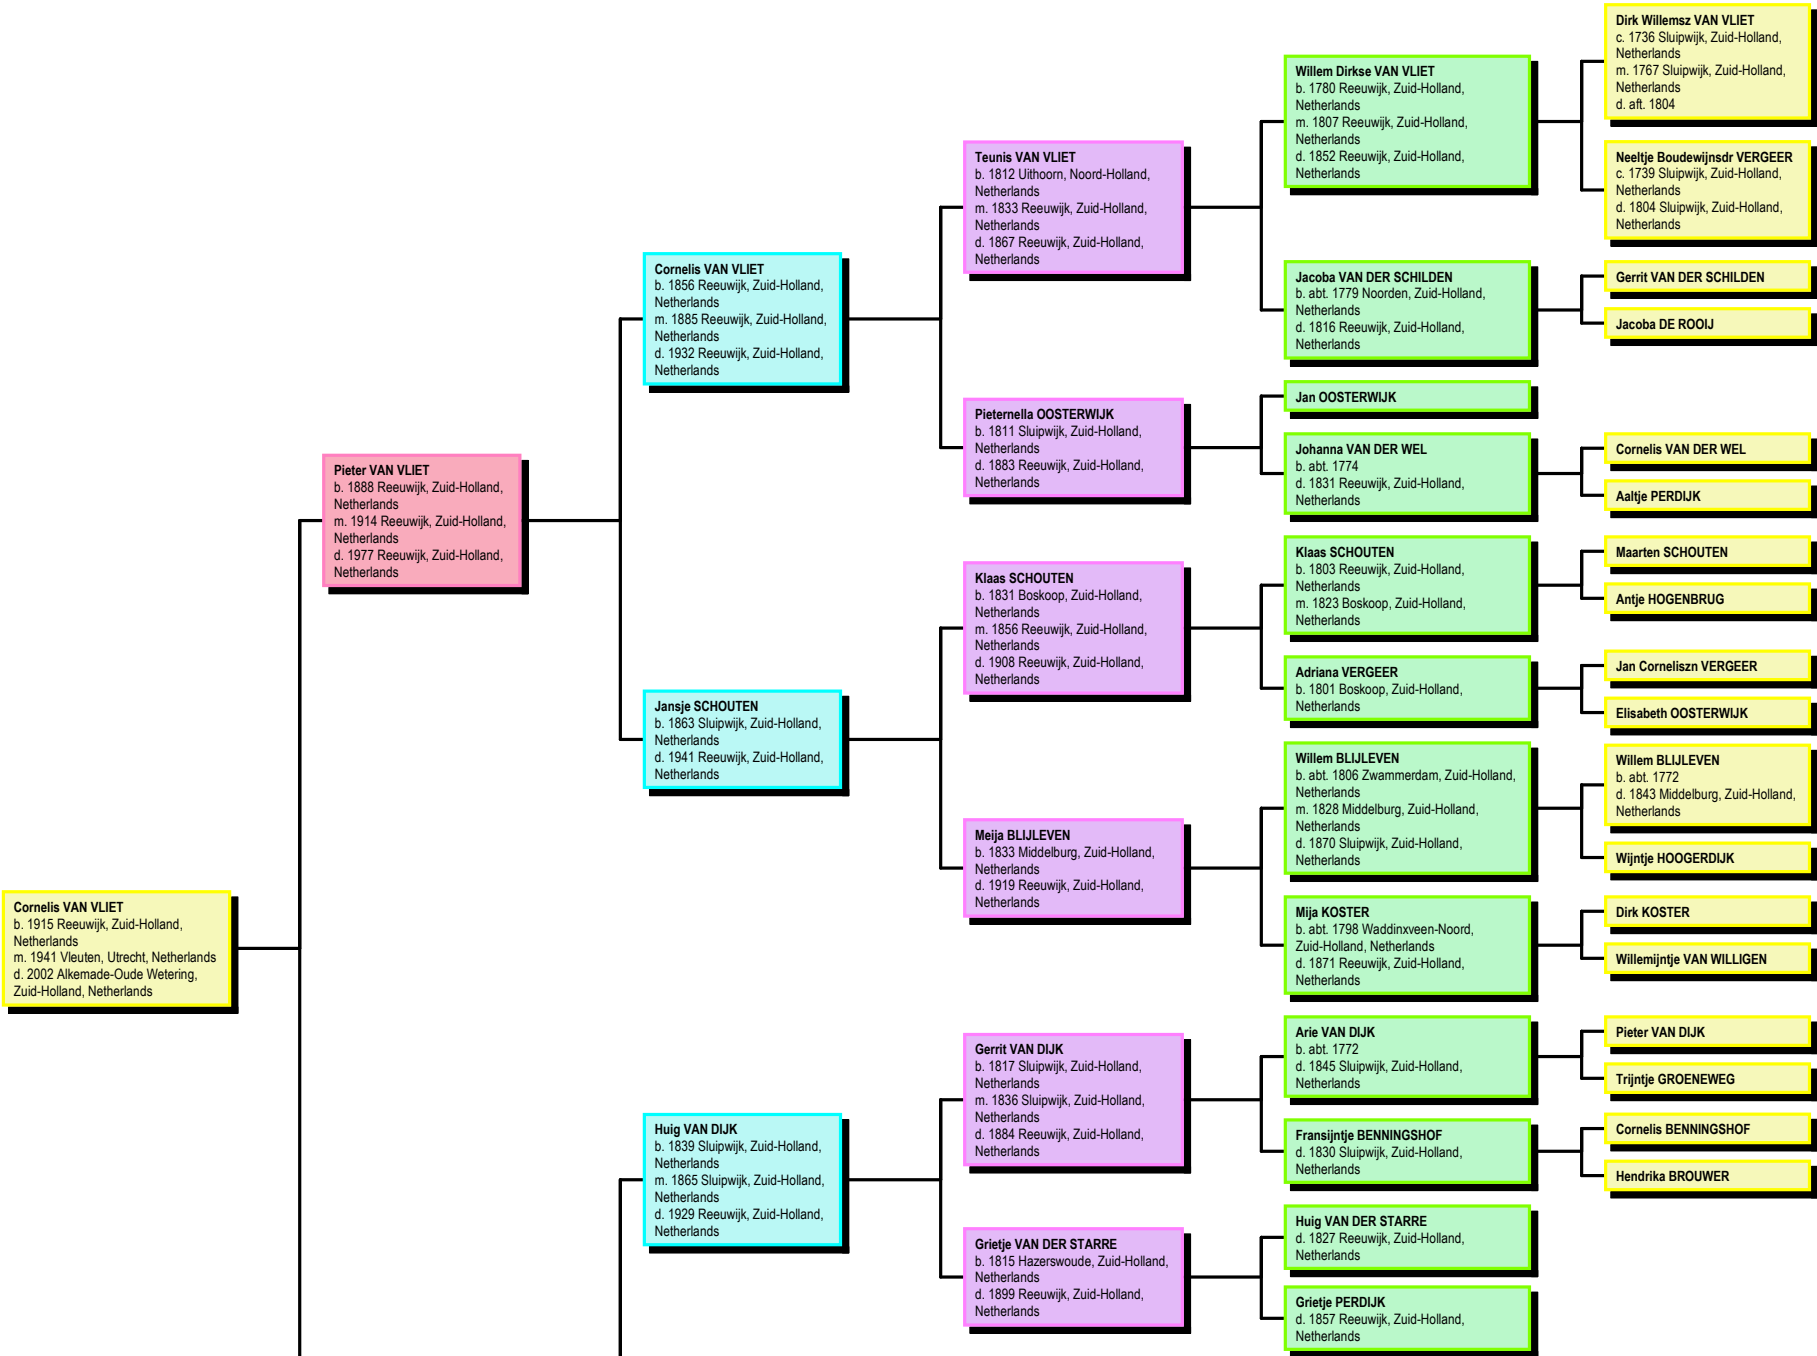 Cornelis VAN VLIET
b. 1915 Reeuwijk, Zuid-Holland,
Netherlands
m. 1941 Vleuten, Utrecht, Netherlands
d. 2002 Alkemade-Oude Wetering,
Zuid-Holland, Netherlands
Pieter VAN VLIET
b. 1888 Reeuwijk, Zuid-Holland,
Netherlands
m. 1914 Reeuwijk, Zuid-Holland,
Netherlands
d. 1977 Reeuwijk, Zuid-Holland,
Netherlands
Cornelis VAN VLIET
b. 1856 Reeuwijk, Zuid-Holland,
Netherlands
m. 1885 Reeuwijk, Zuid-Holland,
Netherlands
d. 1932 Reeuwijk, Zuid-Holland,
Netherlands
Jansje SCHOUTEN
b. 1863 Sluipwijk, Zuid-Holland,
Netherlands
d. 1941 Reeuwijk, Zuid-Holland,
Netherlands
Huig VAN DIJK
b. 1839 Sluipwijk, Zuid-Holland,
Netherlands
m. 1865 Sluipwijk, Zuid-Holland,
Netherlands
d. 1929 Reeuwijk, Zuid-Holland,
Netherlands
Teunis VAN VLIET
b. 1812 Uithoorn, Noord-Holland,
Netherlands
m. 1833 Reeuwijk, Zuid-Holland,
Netherlands
d. 1867 Reeuwijk, Zuid-Holland,
Netherlands
Pieternella OOSTERWIJK
b. 1811 Sluipwijk, Zuid-Holland,
Netherlands
d. 1883 Reeuwijk, Zuid-Holland,
Netherlands
Klaas SCHOUTEN
b. 1831 Boskoop, Zuid-Holland,
Netherlands
m. 1856 Reeuwijk, Zuid-Holland,
Netherlands
d. 1908 Reeuwijk, Zuid-Holland,
Netherlands
Meija BLIJLEVEN
b. 1833 Middelburg, Zuid-Holland,
Netherlands
d. 1919 Reeuwijk, Zuid-Holland,
Netherlands
Gerrit VAN DIJK
b. 1817 Sluipwijk, Zuid-Holland,
Netherlands
m. 1836 Sluipwijk, Zuid-Holland,
Netherlands
d. 1884 Reeuwijk, Zuid-Holland,
Netherlands
Grietje VAN DER STARRE
b. 1815 Hazerswoude, Zuid-Holland,
Netherlands
d. 1899 Reeuwijk, Zuid-Holland,
Netherlands
Willem Dirkse VAN VLIET
b. 1780 Reeuwijk, Zuid-Holland,
Netherlands
m. 1807 Reeuwijk, Zuid-Holland,
Netherlands
d. 1852 Reeuwijk, Zuid-Holland,
Netherlands
Jacoba VAN DER SCHILDEN
b. abt. 1779 Noorden, Zuid-Holland,
Netherlands
d. 1816 Reeuwijk, Zuid-Holland,
Netherlands
Jan OOSTERWIJK
Johanna VAN DER WEL
b. abt. 1774
d. 1831 Reeuwijk, Zuid-Holland,
Netherlands
Klaas SCHOUTEN
b. 1803 Reeuwijk, Zuid-Holland,
Netherlands
m. 1823 Boskoop, Zuid-Holland,
Netherlands
Adriana VERGEER
b. 1801 Boskoop, Zuid-Holland,
Netherlands
Willem BLIJLEVEN
b. abt. 1806 Zwammerdam, Zuid-Holland,
Netherlands
m. 1828 Middelburg, Zuid-Holland,
Netherlands
d. 1870 Sluipwijk, Zuid-Holland,
Netherlands
Mija KOSTER
b. abt. 1798 Waddinxveen-Noord,
Zuid-Holland, Netherlands
d. 1871 Reeuwijk, Zuid-Holland,
Netherlands
Arie VAN DIJK
b. abt. 1772
d. 1845 Sluipwijk, Zuid-Holland,
Netherlands
Fransijntje BENNINGSHOF
d. 1830 Sluipwijk, Zuid-Holland,
Netherlands
Huig VAN DER STARRE
d. 1827 Reeuwijk, Zuid-Holland,
Netherlands
Grietje PERDIJK
d. 1857 Reeuwijk, Zuid-Holland,
Netherlands
Dirk Willemsz VAN VLIET
c. 1736 Sluipwijk, Zuid-Holland,
Netherlands
m. 1767 Sluipwijk, Zuid-Holland,
Netherlands
d. aft. 1804
Neeltje Boudewijnsdr VERGEER
c. 1739 Sluipwijk, Zuid-Holland,
Netherlands
d. 1804 Sluipwijk, Zuid-Holland,
Netherlands
Gerrit VAN DER SCHILDEN
Jacoba DE ROOIJ
Cornelis VAN DER WEL
Aaltje PERDIJK
Maarten SCHOUTEN
Antje HOGENBRUG
Jan Corneliszn VERGEER
Elisabeth OOSTERWIJK
Willem BLIJLEVEN
b. abt. 1772
d. 1843 Middelburg, Zuid-Holland,
Netherlands
Wijntje HOOGERDIJK
Dirk KOSTER
Willemijntje VAN WILLIGEN
Pieter VAN DIJK
Trijntje GROENEWEG
Cornelis BENNINGSHOF
Hendrika BROUWER